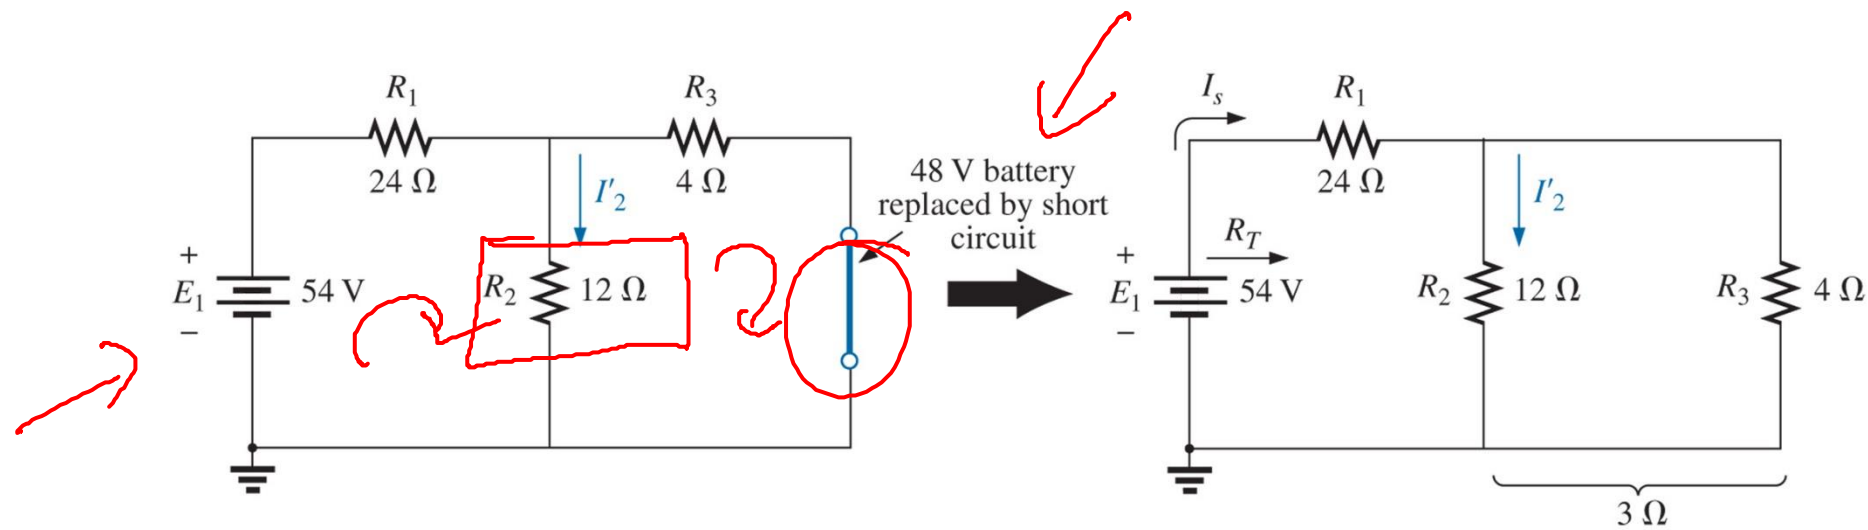 R1
24 Ω
R3
4 Ω
I'2
+
E1
−
54 V
R2
12 Ω
48 V battery
replaced by short
circuit
Is
R1
24 Ω
RT
+
E1
−
54 V
I'2
R2
12 Ω
R3
4 Ω
3 Ω